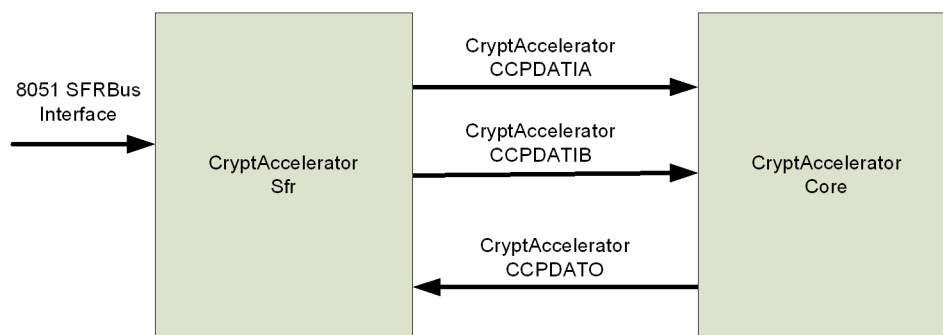 8051 SFRBus
Interface
CryptAccelerator
Sfr
CryptAccelerator
CCPDATIA
CryptAccelerator
CCPDATIB
CryptAccelerator
CCPDATO
CryptAccelerator
Core